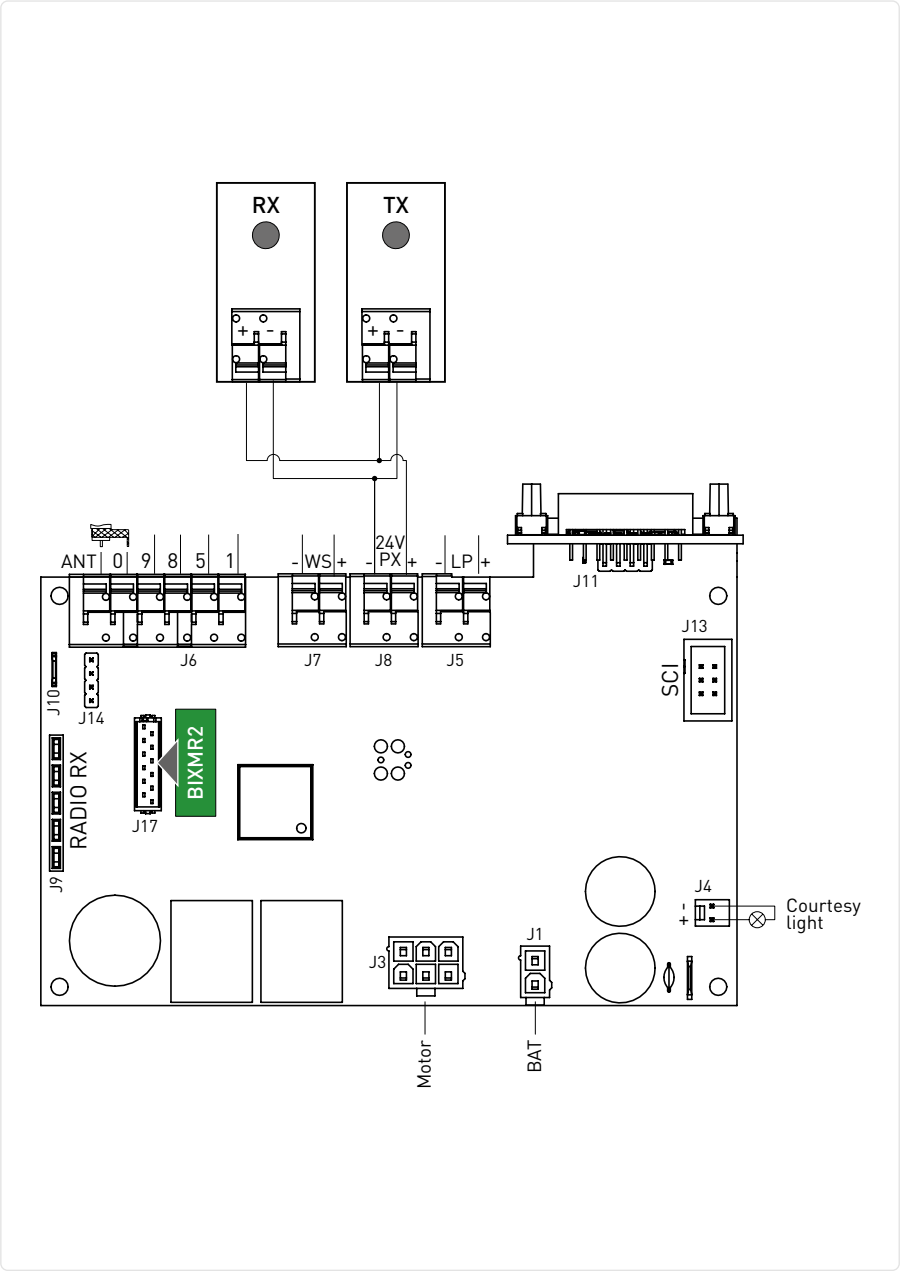 RX TX
+ - + -
ANT 0 9 8 5 1
- WS +
24V
- PX +
- LP +
J11
J6 J7 J8 J5
J13
SCI
J10
J14
BIXMR2
RADIO RX
J17
J9
J4
-
+
Courtesy
light
J3
J1
Motor
BAT